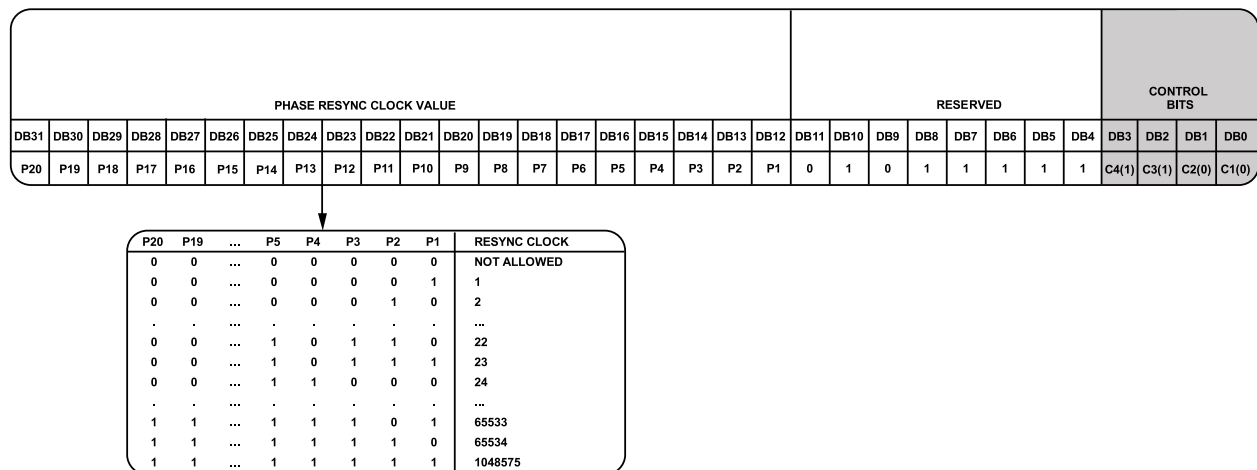 PHASE RESYNC CLOCK VALUE RESERVED CONTROL BITS
DB31 DB30 DB29 DB28 DB27 DB26 DB25 DB24 DB23 DB22 DB21 DB20 DB19 DB18 DB17 DB16 DB15 DB14 DB13 DB12 DB11 DB10 DB9 DB8 DB7 DB6 DB5 DB4 DB3 DB2 DB1 DB0
P20 P19 P18 P17 P16 P15 P14 P13 P12 P11 P10 P9 P8 P7 P6 P5 P4 P3 P2 P1 0 1 0 1 1 1 1 1 C4(1) C3(1) C2(0) C1(0)
P20 P19 ... P5 P4 P3 P2 P1 RESYNC CLOCK
0 0 ... 0 0 0 0 0 NOT ALLOWED
0 0 ... 0 0 0 0 1 1
0 0 ... 0 0 0 1 0 2
. . ... . . . . . ...
0 0 ... 1 0 1 1 0 22
0 0 ... 1 0 1 1 1 23
0 0 ... 1 1 0 0 0 24
. . ... . . . . . ...
1 1 ... 1 1 1 0 1 65533
1 1 ... 1 1 1 1 0 65534
1 1 ... 1 1 1 1 1 1048575